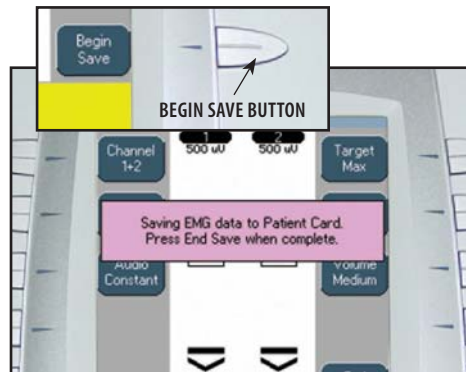 Begin
Save
BEGIN SAVE BUTTON
Channel
1+2
1
500 uV
2
500 uV
Target
Max
Saving EMG data to Patient Card.
Press End Save when complete.
Audio
Constant
Volume
Medium